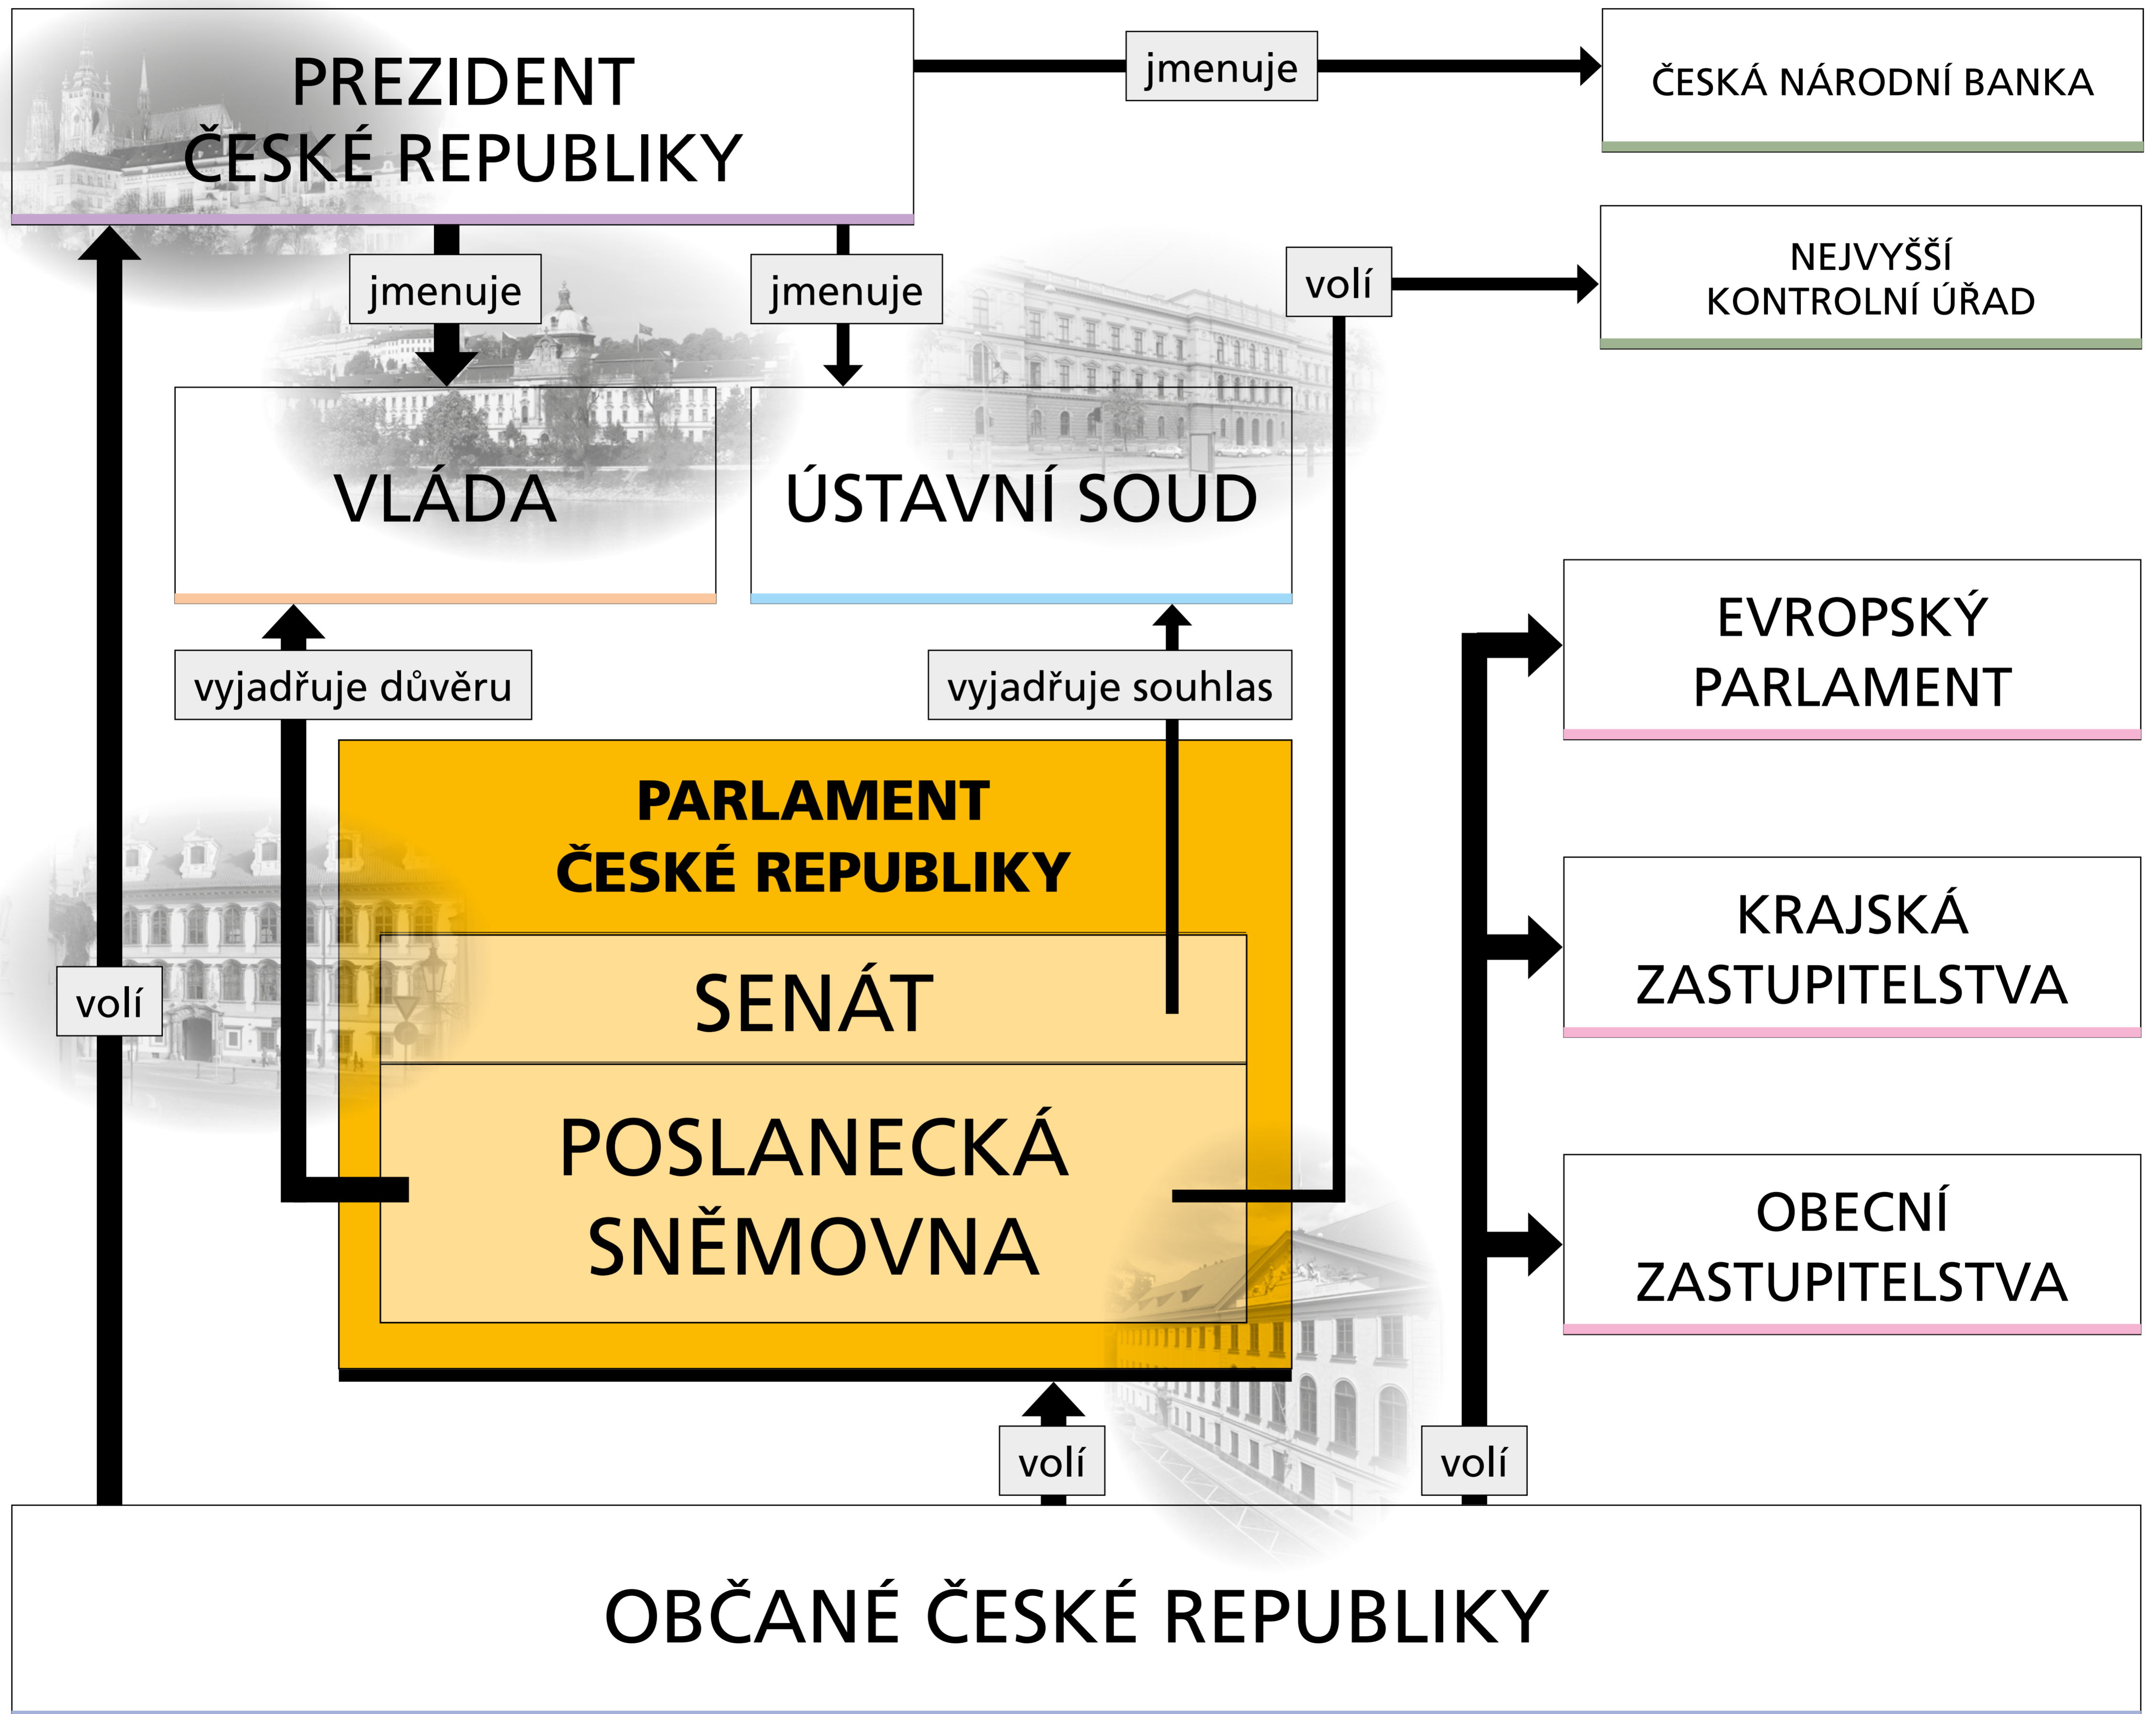 PREZIDENT
ČESKÉ REPUBLIKY
jmenuje
ČESKÁ NÁRODNÍ BANKA
jmenuje
jmenuje
volí
NEJVYŠŠÍ
KONTROLNÍ ÚŘAD
VLÁDA
ÚSTAVNÍ SOUD
vyjadřuje důvěru
vyjadřuje souhlas
EVROPSKÝ
PARLAMENT
PARLAMENT
ČESKÉ REPUBLIKY
KRAJSKÁ
ZASTUPITELSTVA
volí
SENÁT
POSLANECKÁ
SNĚMOVNA
OBECNÍ
ZASTUPITELSTVA
volí
volí
OBČANÉ ČESKÉ REPUBLIKY